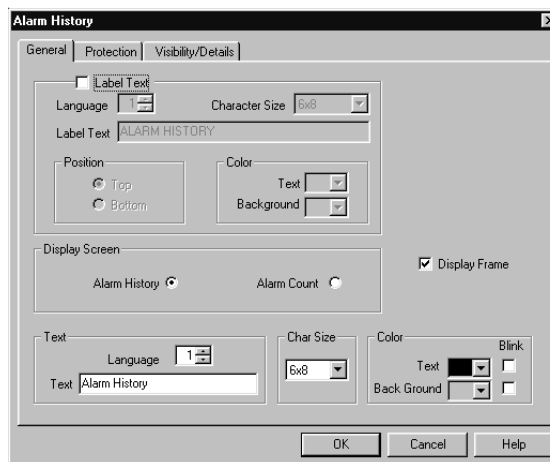 Alarm History
General Protection Visibility/Details
Label Text
Language 1 Character Size 6x8
Label Text ALARM HISTORY
Position Color
Top Text
Bottom Background
Display Screen
Display Frame
Alarm History Alarm Count
Text Char Size Color Blink
Language 1
6x8 Text
Text Alarm History Back Ground
OK Cancel Help